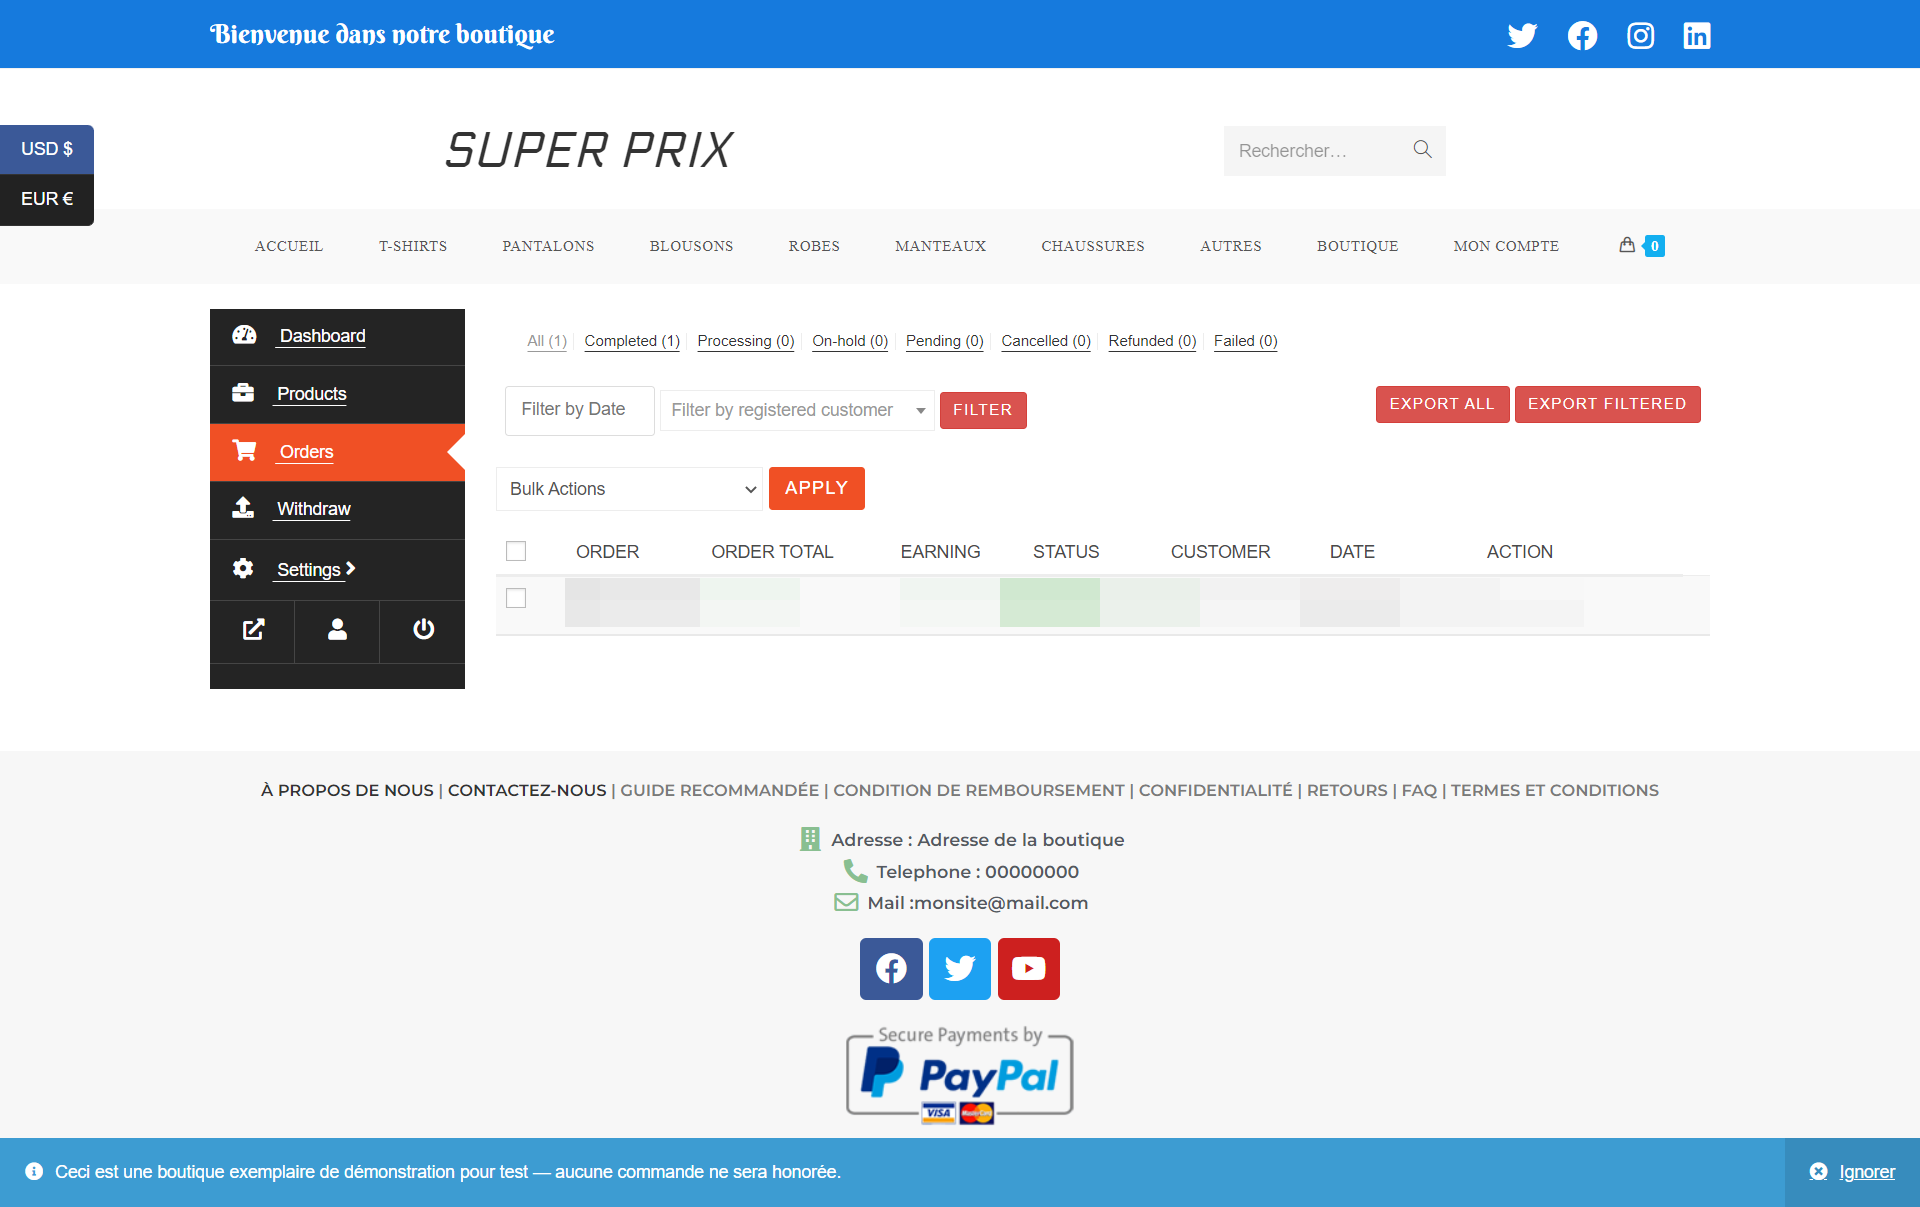 Bienvenue dans notre boutique
USD $
EUR €
SUPER PRIX
Rechercher…
ACCUEIL T-SHIRTS PANTALONS BLOUSONS ROBES MANTEAUX CHAUSSURES AUTRES BOUTIQUE MON COMPTE 0
Dashboard
Products
Orders
Withdraw
Settings
All (1) Completed (1) Processing (0) On-hold (0) Pending (0) Cancelled (0) Refunded (0) Failed (0)
Filter by Date Filter by registered customer FILTER EXPORT ALL EXPORT FILTERED
Bulk Actions APPLY
ORDER ORDER TOTAL EARNING STATUS CUSTOMER DATE ACTION
À PROPOS DE NOUS | CONTACTEZ-NOUS | GUIDE RECOMMANDÉE | CONDITION DE REMBOURSEMENT | CONFIDENTIALITÉ | RETOURS | FAQ | TERMES ET CONDITIONS
Adresse : Adresse de la boutique
Telephone : 00000000
Mail :monsite@mail.com
Secure Payments by
PayPal
VISA MasterCard
Ceci est une boutique exemplaire de démonstration pour test — aucune commande ne sera honorée.
Ignorer